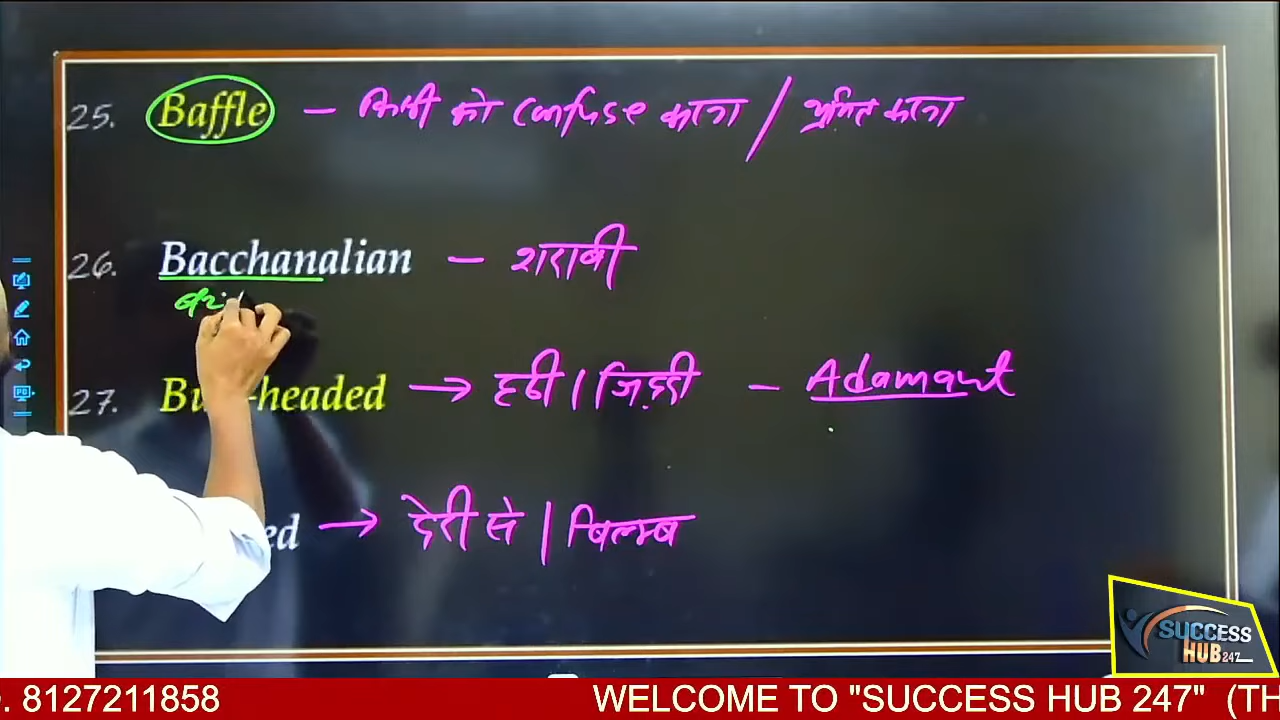 25. Baffle – किसी को confuse करना / भ्रमित करना
26. Bacchanalian – शराबी
27. -headed → हठी / जिद्दी – Adamant
ed → देरी से / बिलम्ब
SUCCESS
HUB 247
. 8127211858 WELCOME TO "SUCCESS HUB 247" (TH